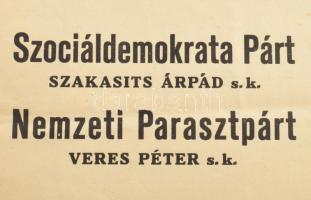 Szociáldemokrata Párt
SZAKASITS ÁRPÁD s. k.
Nemzeti Parasztpárt
VERES PÉTER s. k.